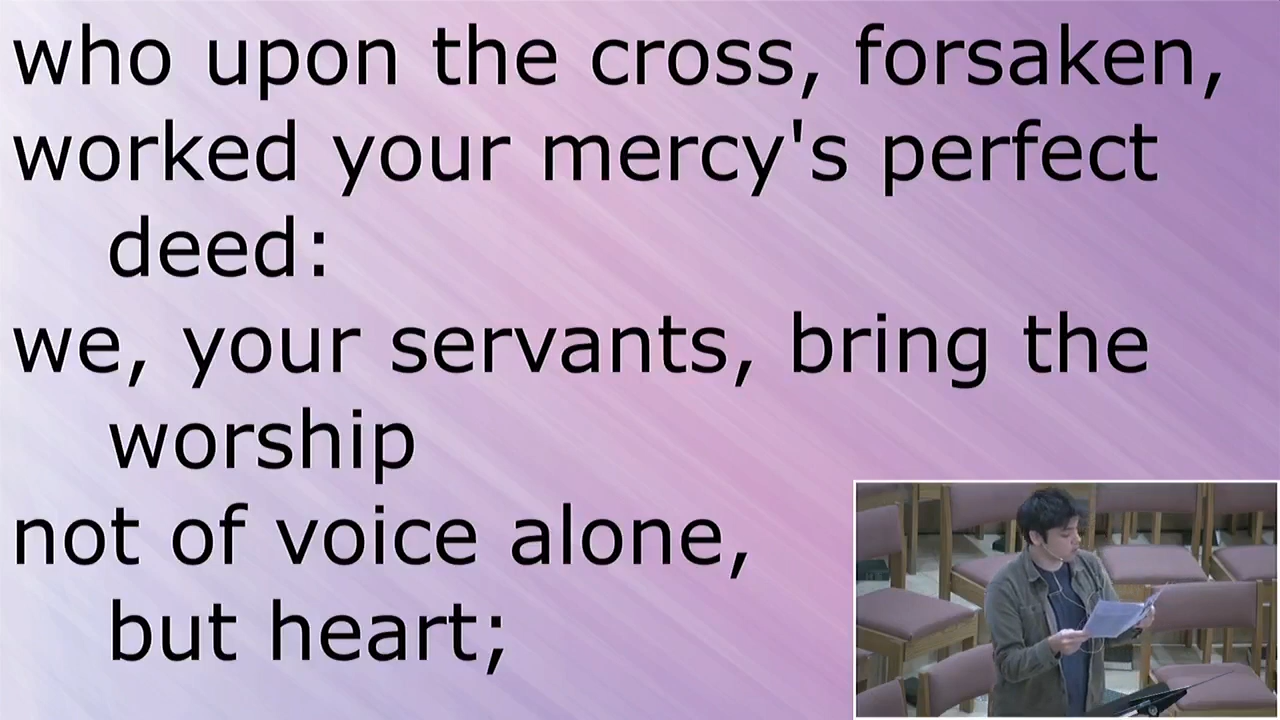 who upon the cross, forsaken,
worked your mercy's perfect
deed:
we, your servants, bring the
worship
not of voice alone,
but heart;